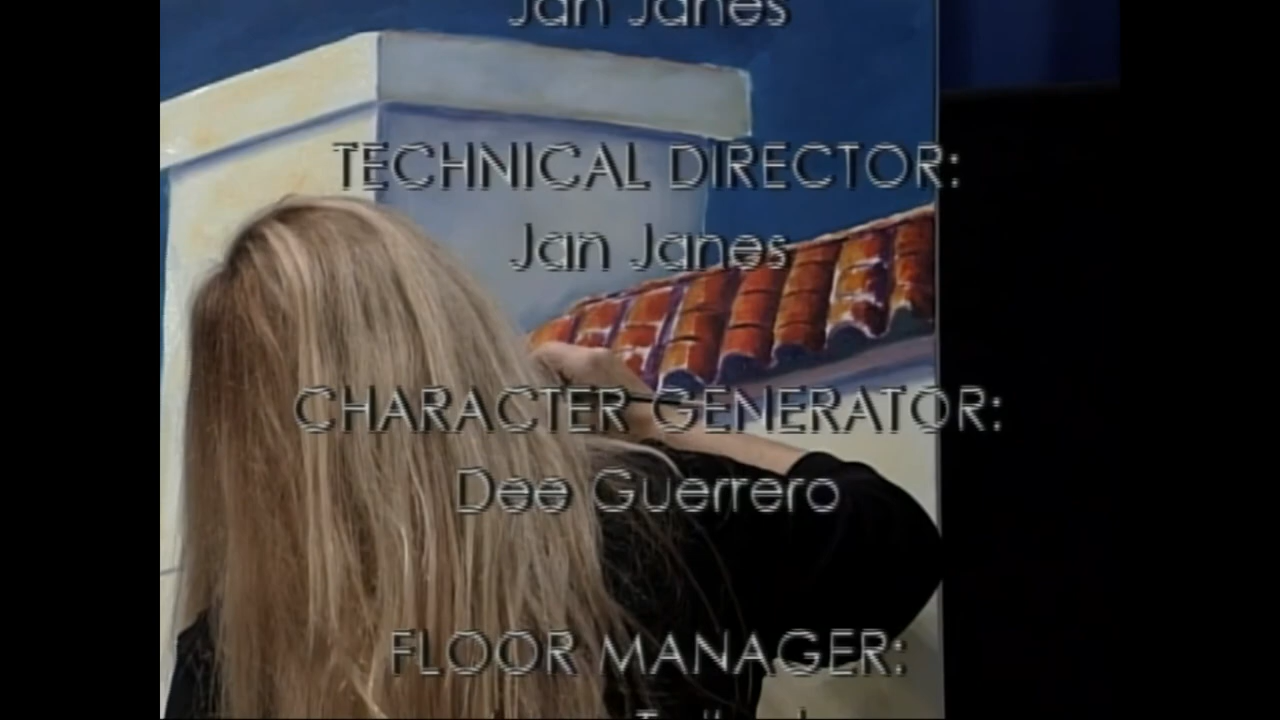 Jan Janes
TECHNICAL DIRECTOR:
Jan Janes
CHARACTER GENERATOR:
Dee Guerrero
FLOOR MANAGER: